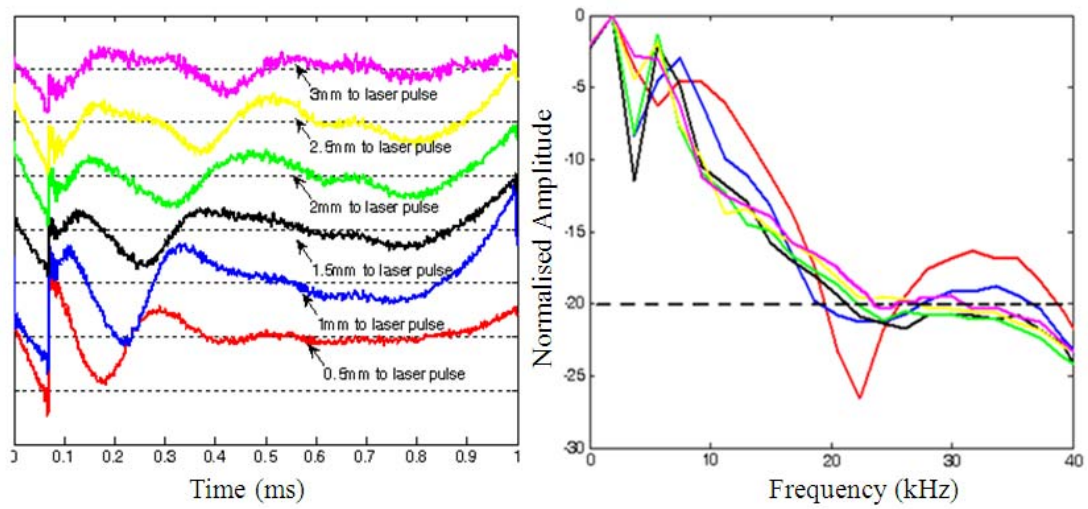 3mm to laser pulse
2.5mm to laser pulse
2mm to laser pulse
1.5mm to laser pulse
1mm to laser pulse
0.5mm to laser pulse
0.1 0.2 0.3 0.4 0.5 0.6 0.7 0.8 0.9 1
Time (ms)
Normalised Amplitude
0
-5
-10
-15
-20
-25
-30
0 10 20 30 40
Frequency (kHz)